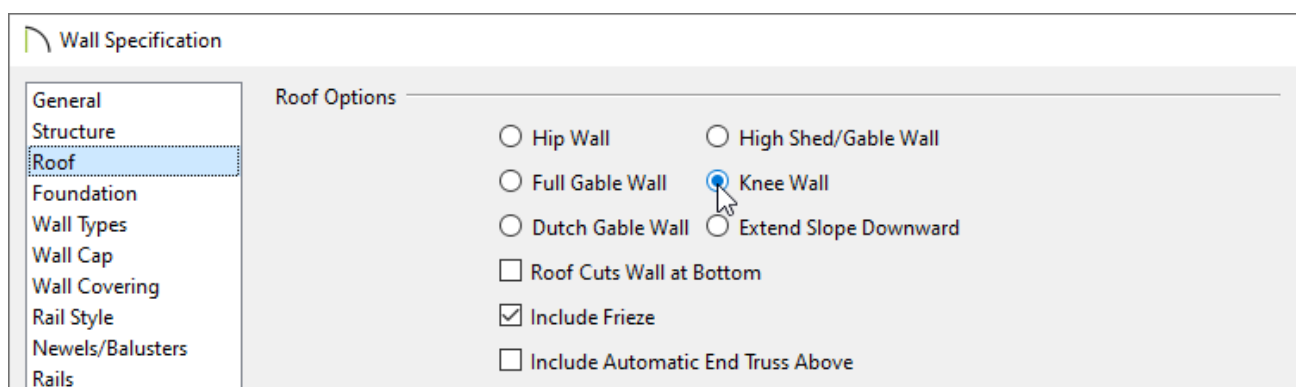 Wall Specification
General
Structure
Roof
Foundation
Wall Types
Wall Cap
Wall Covering
Rail Style
Newels/Balusters
Rails
Roof Options
Hip Wall
High Shed/Gable Wall
Full Gable Wall
Knee Wall
Dutch Gable Wall
Extend Slope Downward
Roof Cuts Wall at Bottom
Include Frieze
Include Automatic End Truss Above